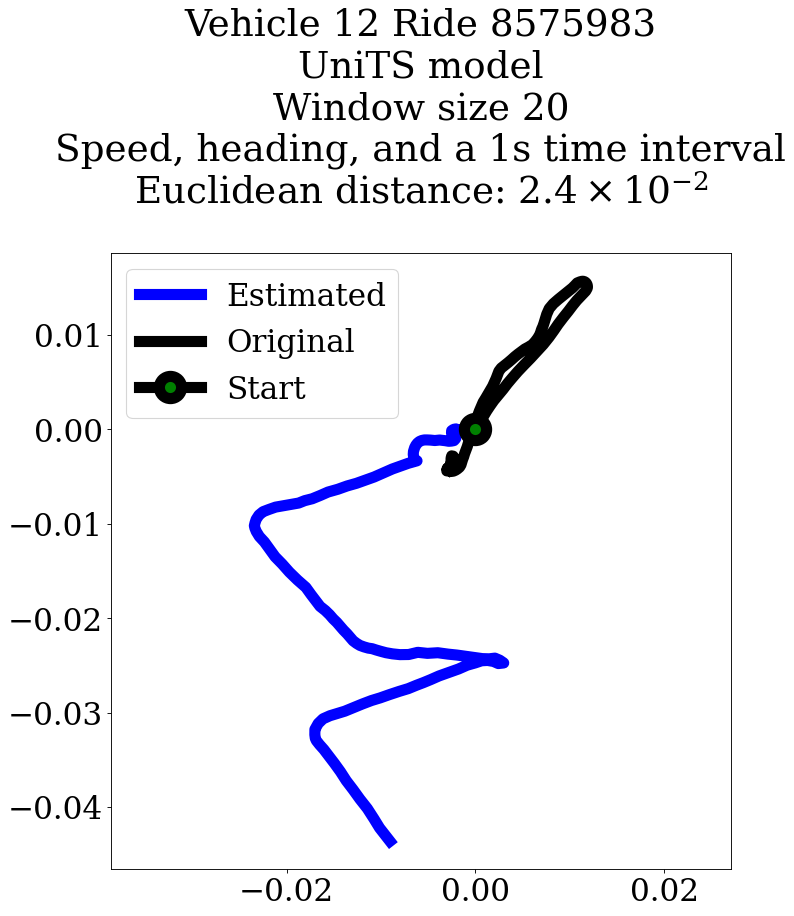 Vehicle 12 Ride 8575983
UniTS model
Window size 20
Speed, heading, and a 1s time interval
Euclidean distance: 2.4 × 10⁻²
Estimated
Original
Start
0.01
0.00
−0.01
−0.02
−0.03
−0.04
−0.02 0.00 0.02